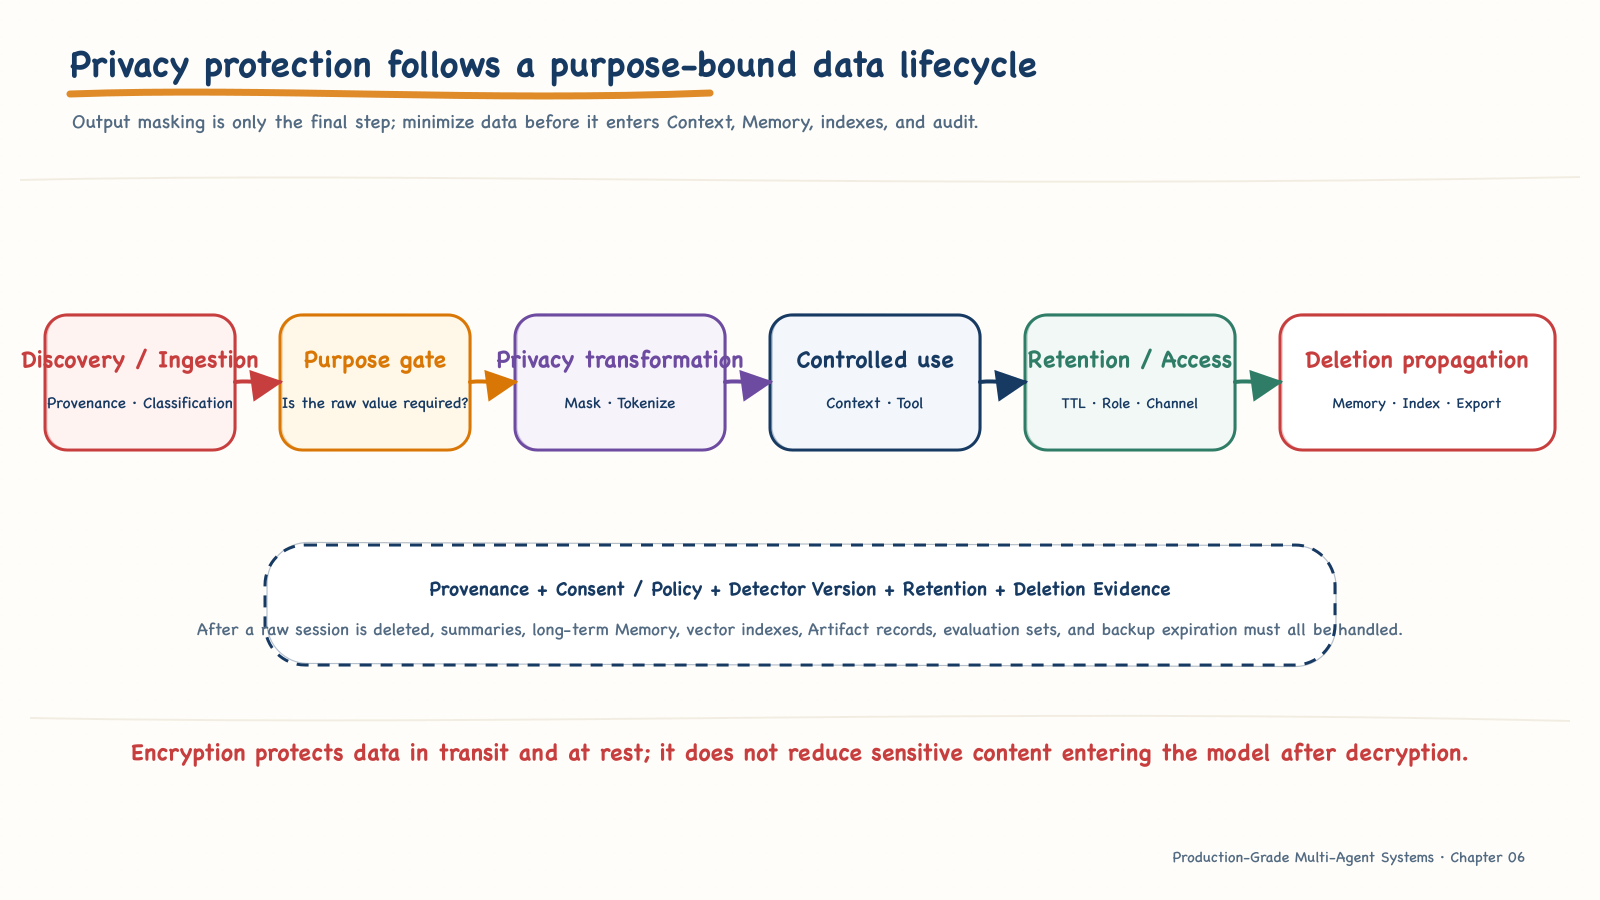 Privacy protection follows a purpose-bound data lifecycle
Output masking is only the final step; minimize data before it enters Context, Memory, indexes, and audit.
Discovery / Ingestion
Provenance · Classification
Purpose gate
Is the raw value required?
Privacy transformation
Mask · Tokenize
Controlled use
Context · Tool
Retention / Access
TTL · Role · Channel
Deletion propagation
Memory · Index · Export
Provenance + Consent / Policy + Detector Version + Retention + Deletion Evidence
After a raw session is deleted, summaries, long-term Memory, vector indexes, Artifact records, evaluation sets, and backup expiration must all be handled.
Encryption protects data in transit and at rest; it does not reduce sensitive content entering the model after decryption.
Production-Grade Multi-Agent Systems · Chapter 06